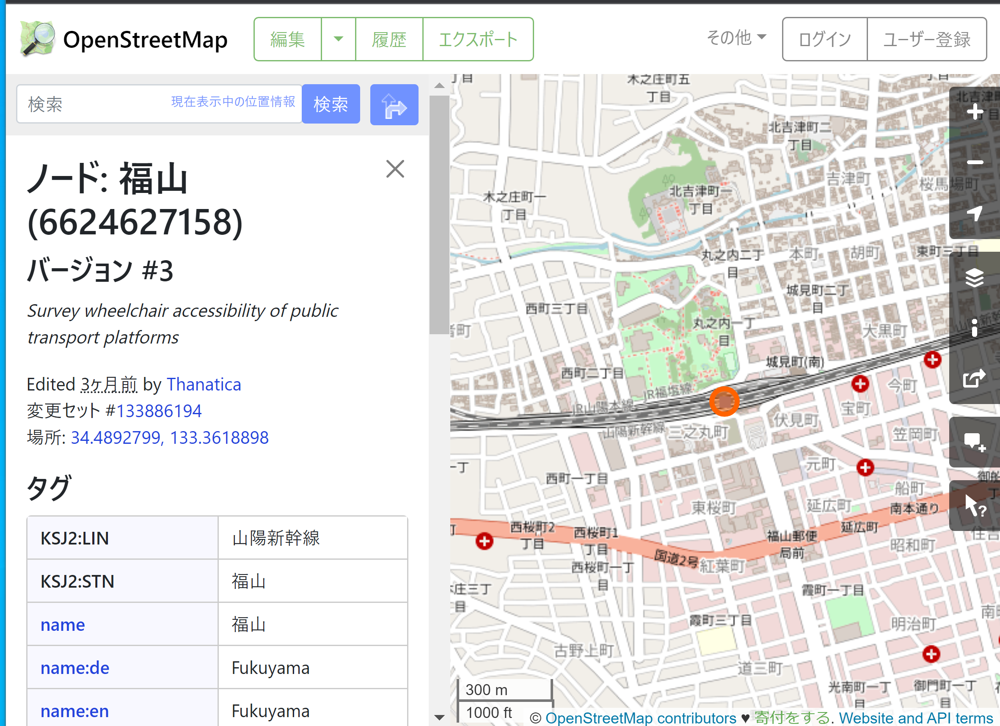 OpenStreetMap
編集
履歴
エクスポート
その他
ログイン
ユーザー登録
検索
現在表示中の位置情報
検索
ノード: 福山
(6624627158)
バージョン #3
Survey wheelchair accessibility of public
transport platforms
Edited 3ヶ月前 by Thanatica
変更セット #133886194
場所: 34.4892799, 133.3618898
タグ
KSJ2:LIN 山陽新幹線
KSJ2:STN 福山
name 福山
name:de Fukuyama
name:en Fukuyama
丁目
木之庄町五
丁目
北吉津町二
丁目
吉津町
桜馬場町
木之庄町一
丁目
北吉津町一
丁目
丸之内二丁
目
本町
胡町
東町三丁目
城見町二丁
目
西町三丁目
丸之内一丁
目
大黒町
城見町(南)
西町二丁目
今町
JR福塩線
JR山陽本線
宝町
伏見町
山陽新幹線
三之丸町
笠岡町
元町
西町一丁目
船町
東桜町
延広町
南本通り
西桜町2
丁目
西桜町1
丁目
延広町
福山郵便
局前
昭和町
国道2号
紅葉町
西桜町一丁
目
霞町一丁目
霞町三丁目
明治町
古野上町
道三町
光南町一丁
目
御門町一丁
目
300 m
1000 ft
© OpenStreetMap contributors ♥ 寄付をする. Website and API terms